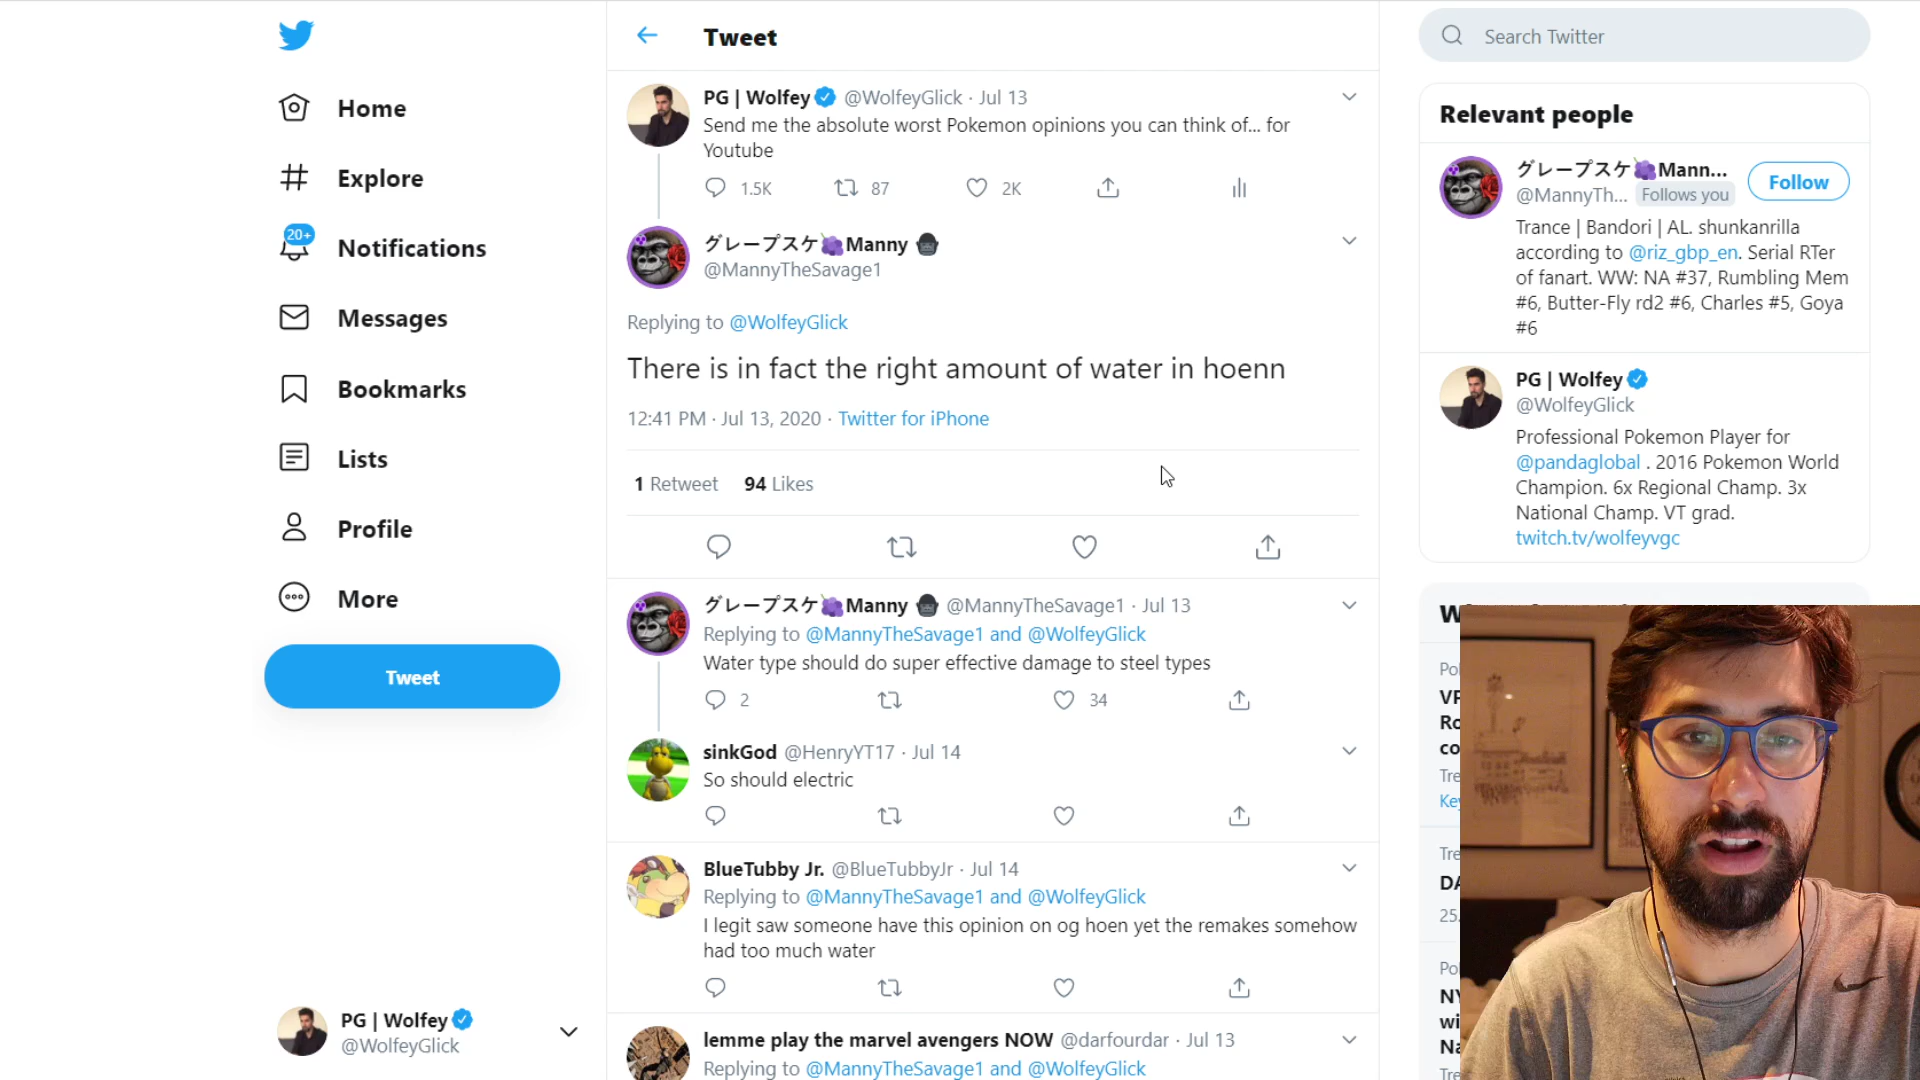 Home
Explore
20+
Notifications
Messages
Bookmarks
Lists
Profile
More
Tweet
PG | Wolfey
@WolfeyGlick
Tweet
PG | Wolfey @WolfeyGlick · Jul 13
Send me the absolute worst Pokemon opinions you can think of... for
Youtube
1.5K 87 2K
グレープスケ🍇Manny
@MannyTheSavage1
Replying to @WolfeyGlick
There is in fact the right amount of water in hoenn
12:41 PM · Jul 13, 2020 · Twitter for iPhone
1 Retweet 94 Likes
グレープスケ🍇Manny @MannyTheSavage1 · Jul 13
Replying to @MannyTheSavage1 and @WolfeyGlick
Water type should do super effective damage to steel types
2 34
sinkGod @HenryYT17 · Jul 14
So should electric
BlueTubby Jr. @BlueTubbyJr · Jul 14
Replying to @MannyTheSavage1 and @WolfeyGlick
I legit saw someone have this opinion on og hoen yet the remakes somehow
had too much water
lemme play the marvel avengers NOW @darfourdar · Jul 13
Replying to @MannyTheSavage1 and @WolfeyGlick
Search Twitter
Relevant people
グレープスケ🍇Mann...
@MannyTh... Follows you
Follow
Trance | Bandori | AL. shunkanrilla
according to @riz_gbp_en. Serial RTer
of fanart. WW: NA #37, Rumbling Mem
#6, Butter-Fly rd2 #6, Charles #5, Goya
#6
PG | Wolfey
@WolfeyGlick
Professional Pokemon Player for
@pandaglobal . 2016 Pokemon World
Champion. 6x Regional Champ. 3x
National Champ. VT grad.
twitch.tv/wolfeyvgc